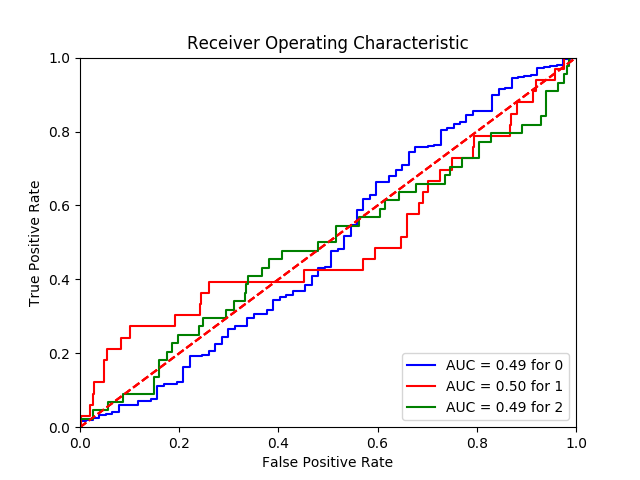 Receiver Operating Characteristic
True Positive Rate
1.0
0.8
0.6
0.4
0.2
0.0
0.0 0.2 0.4 0.6 0.8 1.0
False Positive Rate
AUC = 0.49 for 0
AUC = 0.50 for 1
AUC = 0.49 for 2